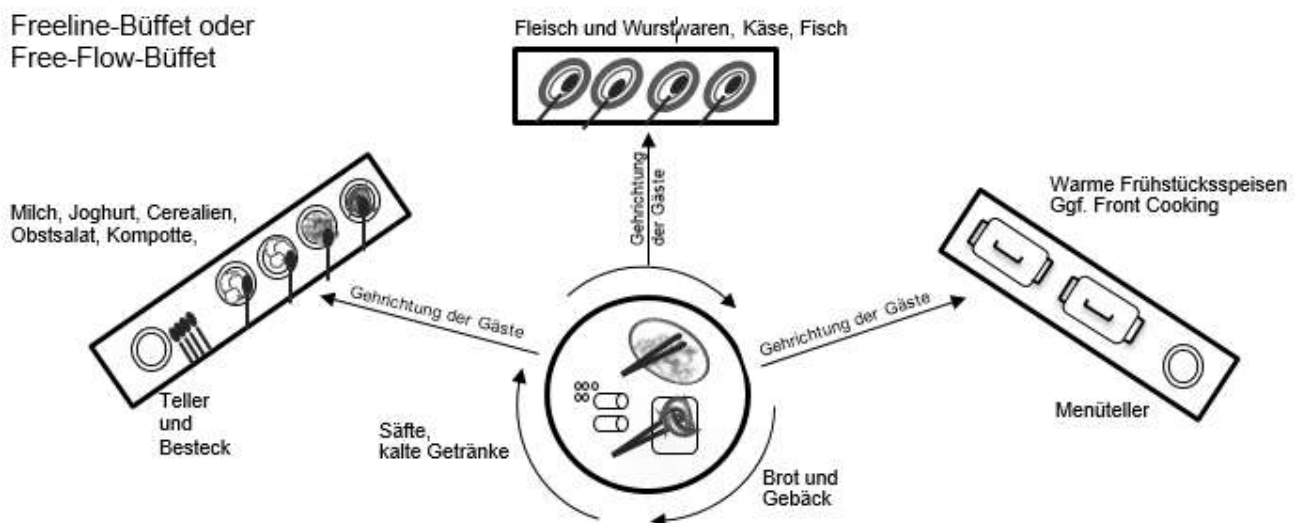 Freeline-Büffet oder
Free-Flow-Büffet
Fleisch und Wurstwaren, Käse, Fisch
Gehrichtung
der Gäste
Milch, Joghurt, Cerealien,
Obstsalat, Kompotte,
Warme Frühstücksspeisen
Ggf. Front Cooking
Gehrichtung der Gäste
Gehrichtung der Gäste
Teller
und
Besteck
Säfte,
kalte Getränke
Menüteller
Brot und
Gebäck